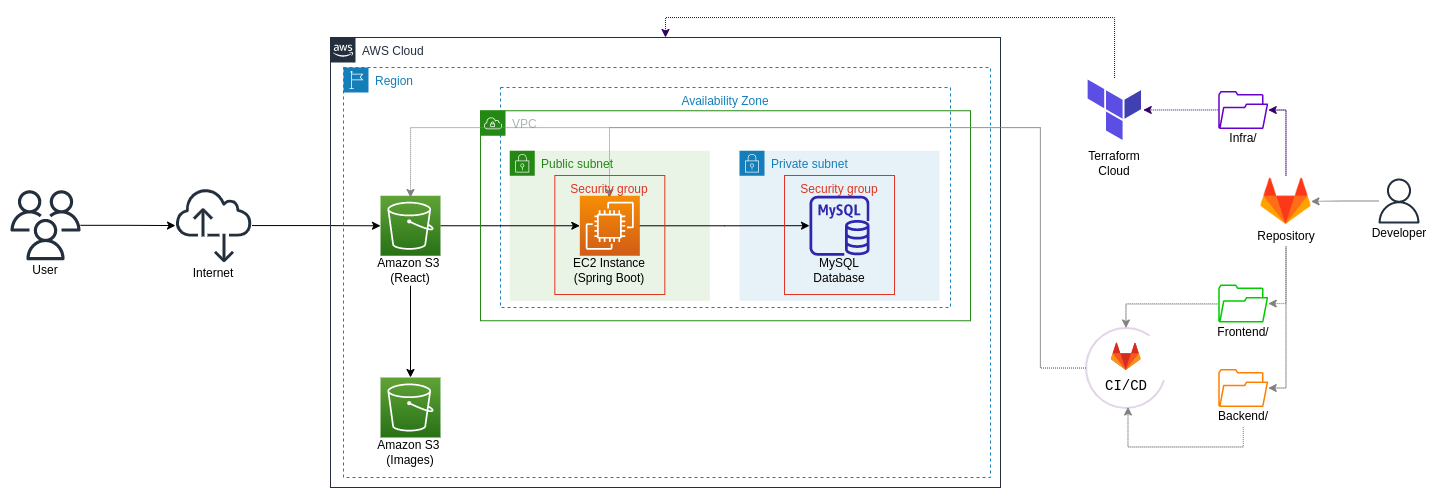 aws
AWS Cloud
Region
Availability Zone
VPC
Public subnet
Private subnet
Security group
Security group
MySQL
User
Internet
Amazon S3
(React)
EC2 Instance
(Spring Boot)
MySQL
Database
Amazon S3
(Images)
Terraform
Cloud
Infra/
Repository
Developer
Frontend/
CI/CD
Backend/